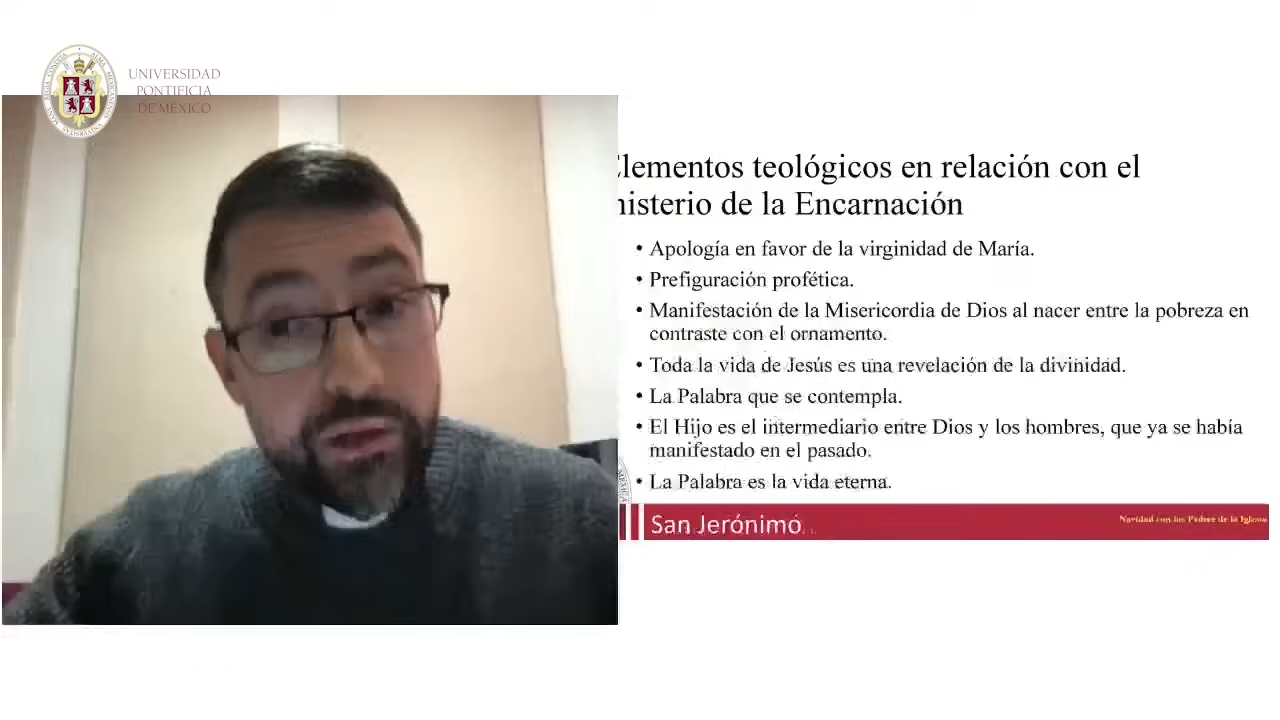 UNIVERSIDAD
PONTIFICIA
DE MÉXICO
Elementos teológicos en relación con el
misterio de la Encarnación
• Apología en favor de la virginidad de María.
• Prefiguración profética.
• Manifestación de la Misericordia de Dios al nacer entre la pobreza en
contraste con el ornamento.
• Toda la vida de Jesús es una revelación de la divinidad.
• La Palabra que se contempla.
• El Hijo es el intermediario entre Dios y los hombres, que ya se había
manifestado en el pasado.
• La Palabra es la vida eterna.
San Jerónimo
Navidad con los Padres de la Iglesia